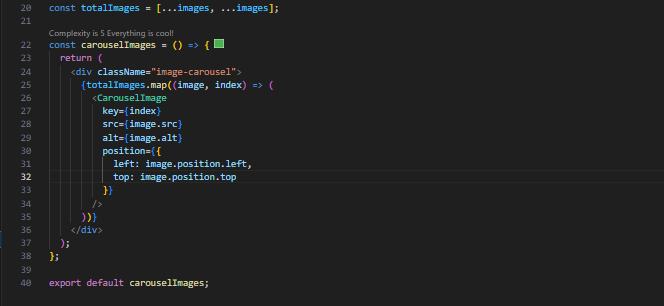 20 const totalImages = [...images, ...images];
21
Complexity is 5 Everything is cool!
22 const carouselImages = () => {
23   return (
24     <div className="image-carousel">
25       {totalImages.map((image, index) => (
26         <CarouselImage
27           key={index}
28           src={image.src}
29           alt={image.alt}
30           position={{
31             left: image.position.left,
32             top: image.position.top
33           }}
34         />
35       ))}
36     </div>
37   );
38 };
39
40 export default carouselImages;